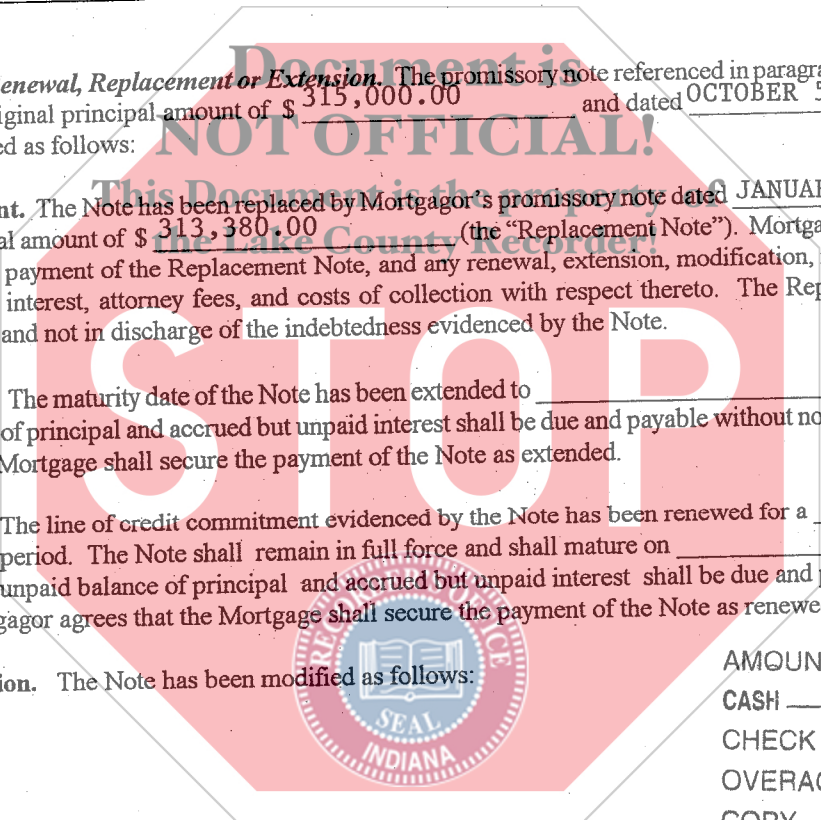 Document is
enewal, Replacement or Extension. The promissory note referenced in paragra
iginal principal amount of $ 315,000.00 and dated OCTOBER 5
NOT OFFICIAL!
ed as follows:
This Document is the property of
nt. The Note has been replaced by Mortgagor's promissory note dated JANUAR
al amount of $ 313,380.00 (the "Replacement Note"). Mortga
the Lake County Recorder!
payment of the Replacement Note, and any renewal, extension, modification,
interest, attorney fees, and costs of collection with respect thereto. The Rep
and not in discharge of the indebtedness evidenced by the Note.
STOP
The maturity date of the Note has been extended to
of principal and accrued but unpaid interest shall be due and payable without no
Mortgage shall secure the payment of the Note as extended.
The line of credit commitment evidenced by the Note has been renewed for a
period. The Note shall remain in full force and shall mature on
unpaid balance of principal and accrued but unpaid interest shall be due and p
gagor agrees that the Mortgage shall secure the payment of the Note as renewe
ion. The Note has been modified as follows:
RECORDER'S OFFICE
SEAL
INDIANA
AMOUN
CASH
CHECK
OVERAG
COPY